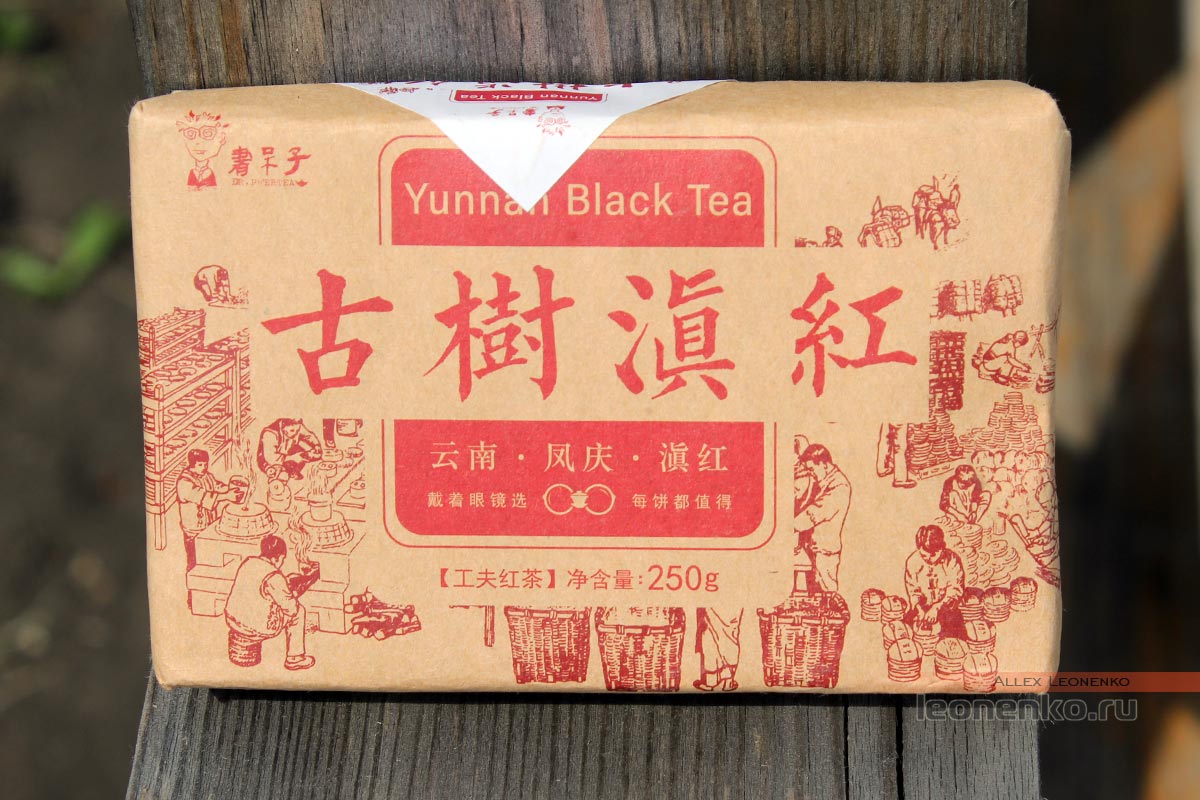 Yunnan Black Tea
書呆子
DR.PUERTEA
Yunnan Black Tea
古樹滇紅
云南·凤庆·滇红
戴着眼镜选 每饼都值得
【工夫红茶】净含量:250g
ALLEX LEONENKO
leonenko.ru